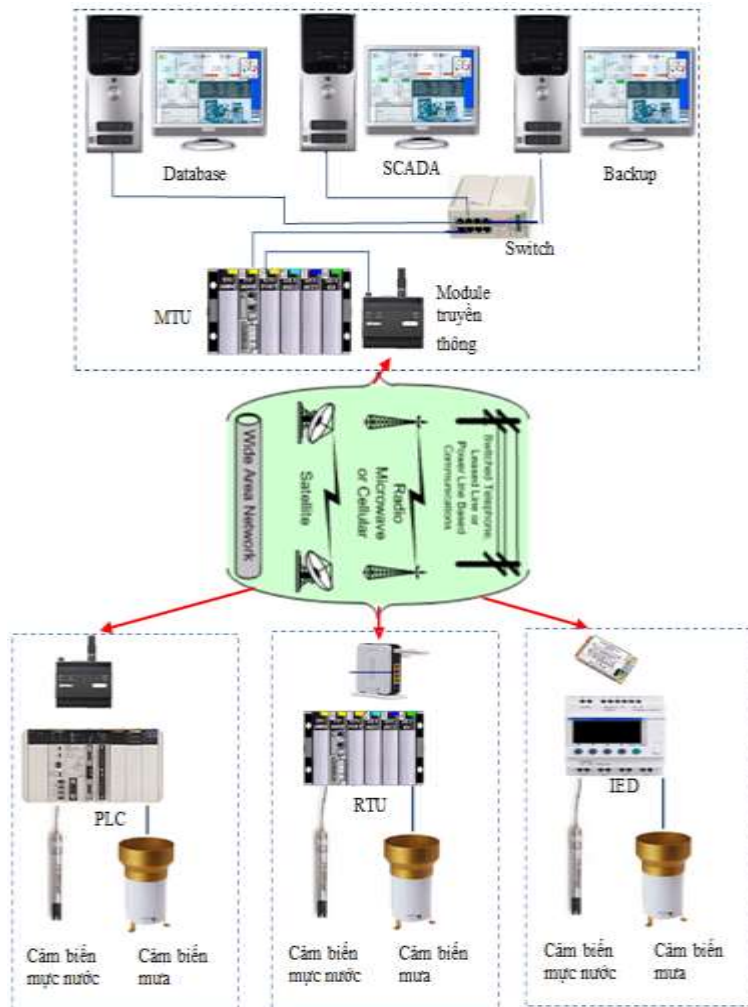 Database
SCADA
Backup
Switch
MTU
Module
truyền
thông
Switched Telephone,
Leased Line or
Power Line Based
Communications
Radio
Microwave
or Cellular
Satellite
Wide Area Network
PLC
RTU
IED
Cảm biến
mực nước
Cảm biến
mưa
Cảm biến
mực nước
Cảm biến
mưa
Cảm biến
mực nước
Cảm biến
mưa